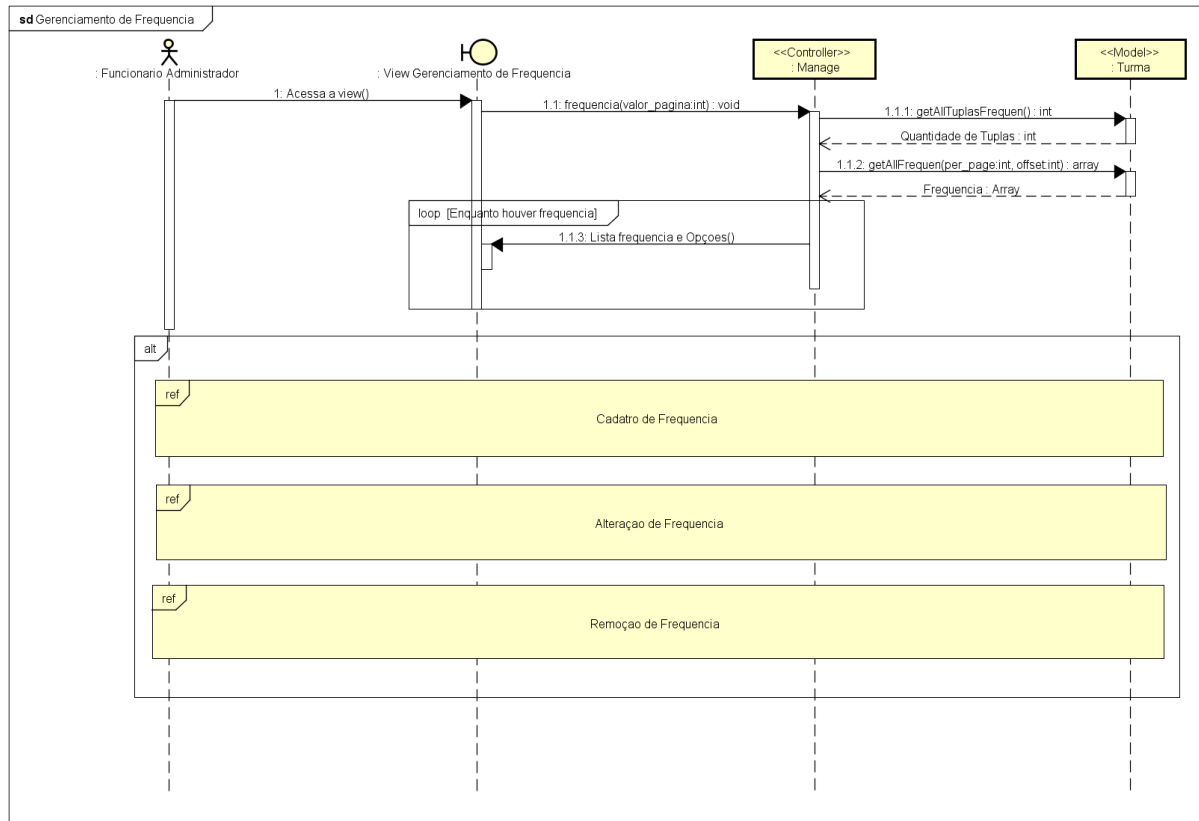 sd Gerenciamento de Frequencia
: Funcionario Administrador
: View Gerenciamento de Frequencia
<<Controller>>
: Manage
<<Model>>
: Turma
1: Acessa a view()
1.1: frequencia(valor_pagina:int) : void
1.1.1: getAllTuplasFrequen() : int
Quantidade de Tuplas : int
1.1.2: getAllFrequen(per_page:int, offset:int) : array
Frequencia : Array
loop [Enquanto houver frequencia]
1.1.3: Lista frequencia e Opçoes()
alt
ref
Cadatro de Frequencia
ref
Alteraçao de Frequencia
ref
Remoçao de Frequencia